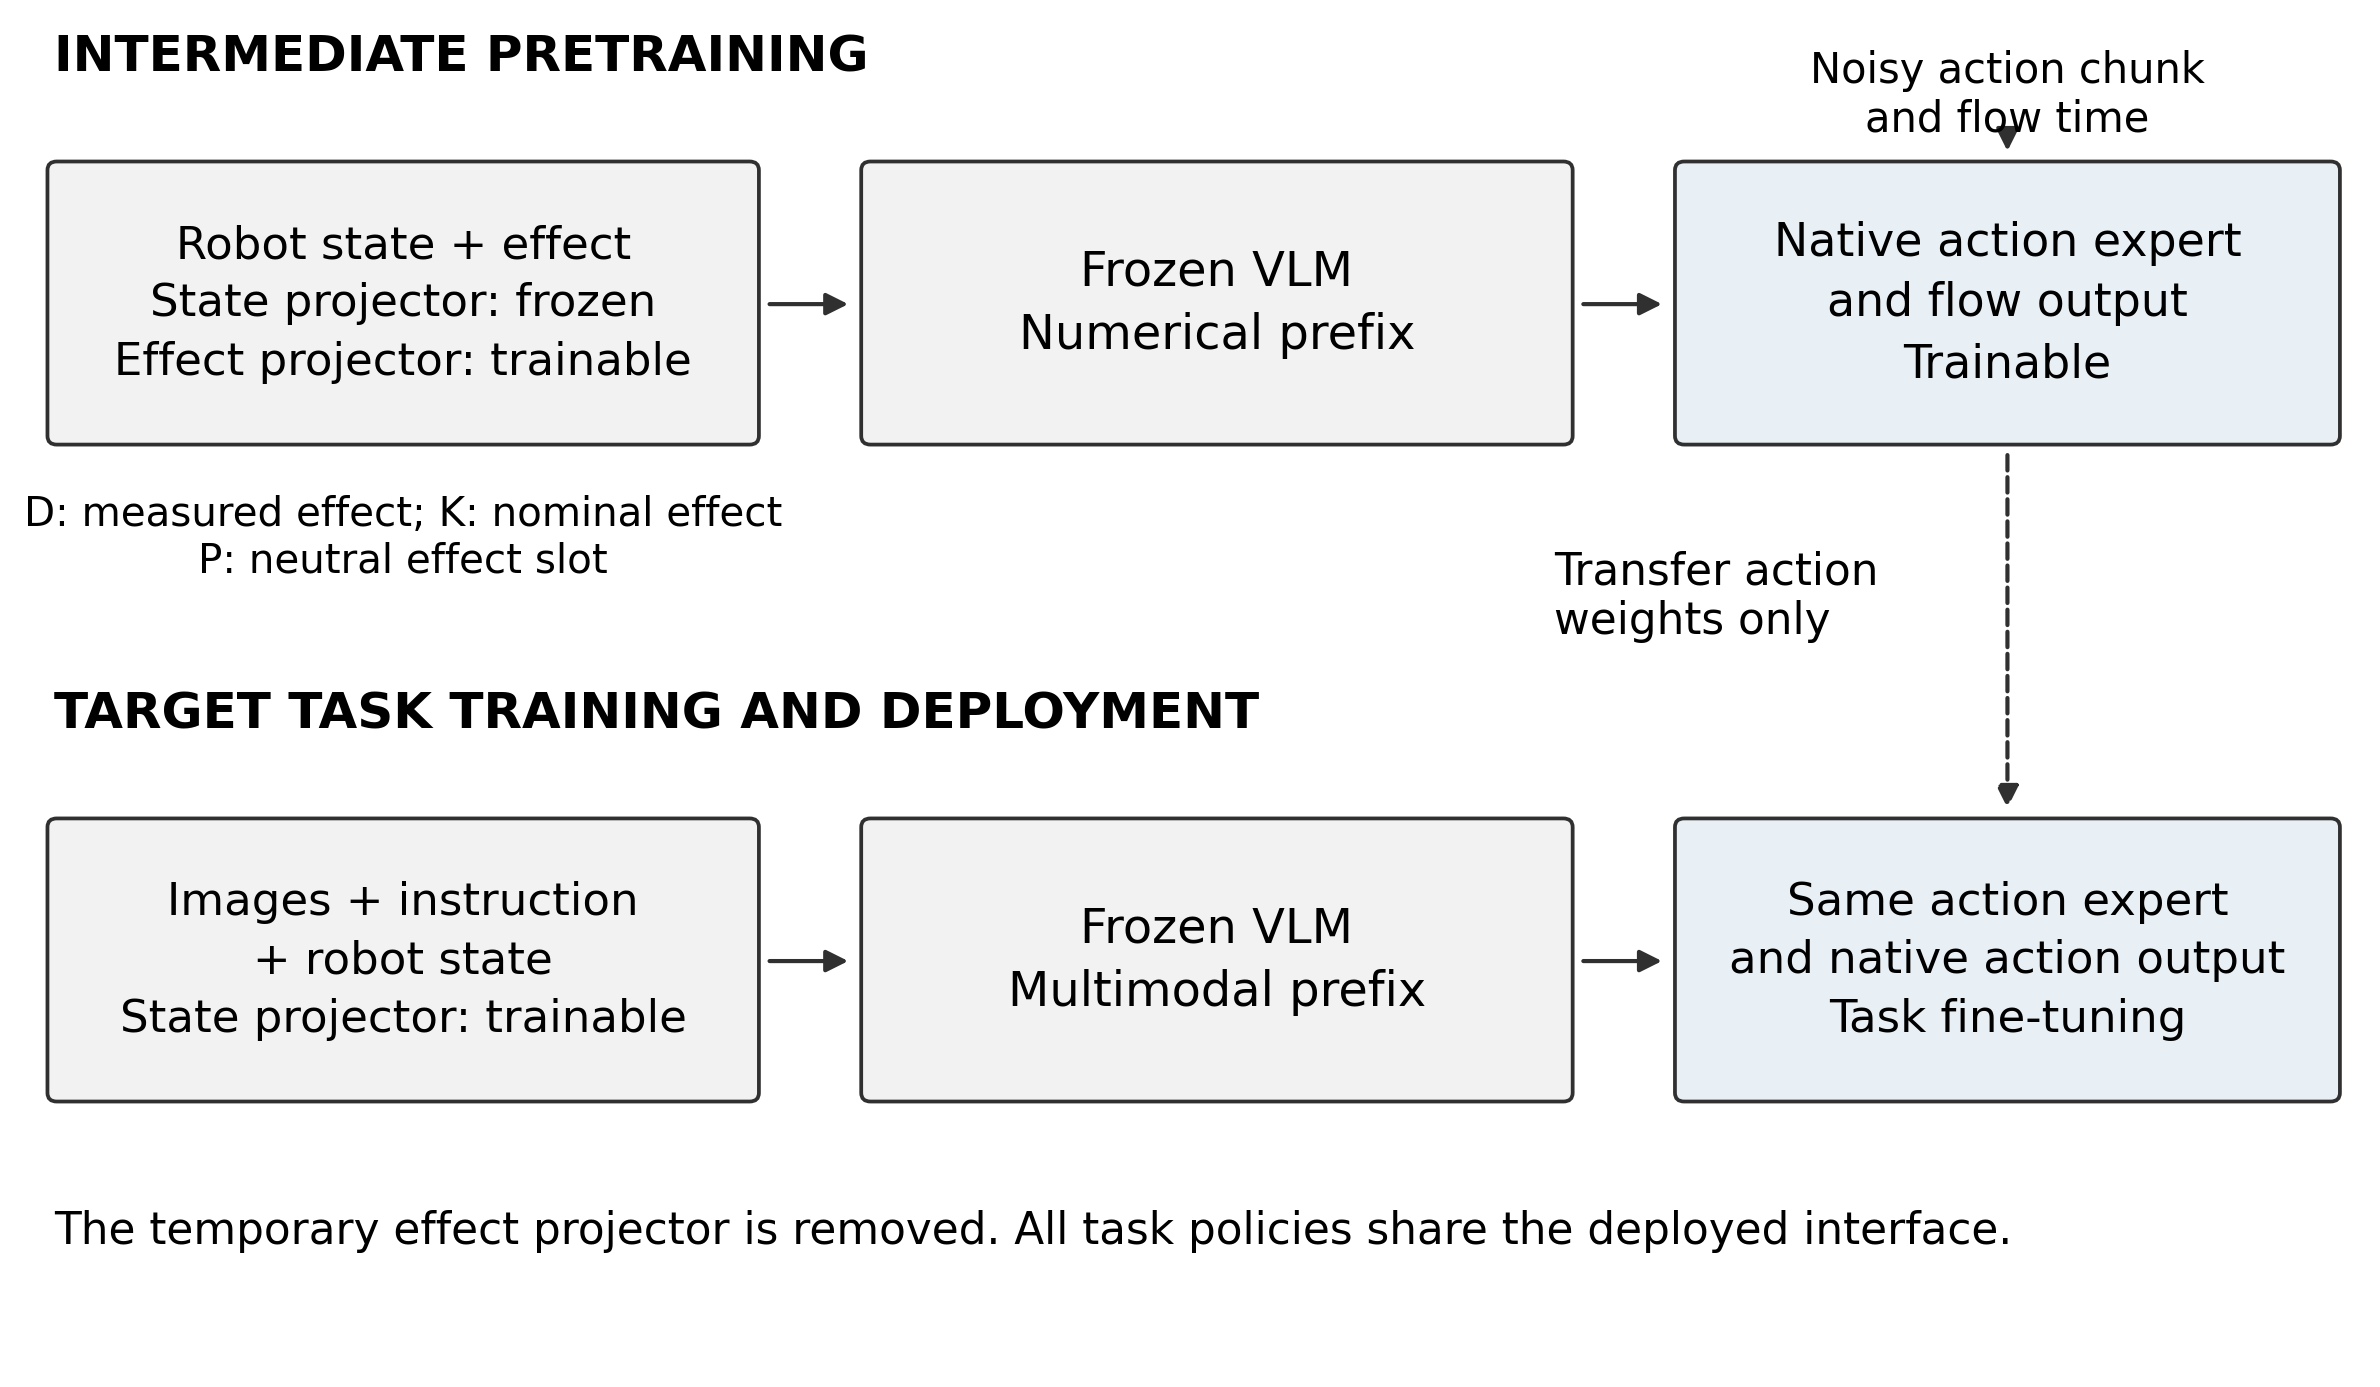 INTERMEDIATE PRETRAINING
Noisy action chunk
and flow time
Robot state + effect
State projector: frozen
Effect projector: trainable
Frozen VLM
Numerical prefix
Native action expert
and flow output
Trainable
D: measured effect; K: nominal effect
P: neutral effect slot
Transfer action
weights only
TARGET TASK TRAINING AND DEPLOYMENT
Images + instruction
+ robot state
State projector: trainable
Frozen VLM
Multimodal prefix
Same action expert
and native action output
Task fine-tuning
The temporary effect projector is removed. All task policies share the deployed interface.